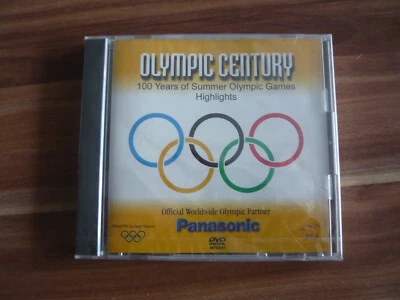 OLYMPIC CENTURY
100 Years of Summer Olympic Games
Highlights
Official Worldwide Olympic Partner
Panasonic
DVD